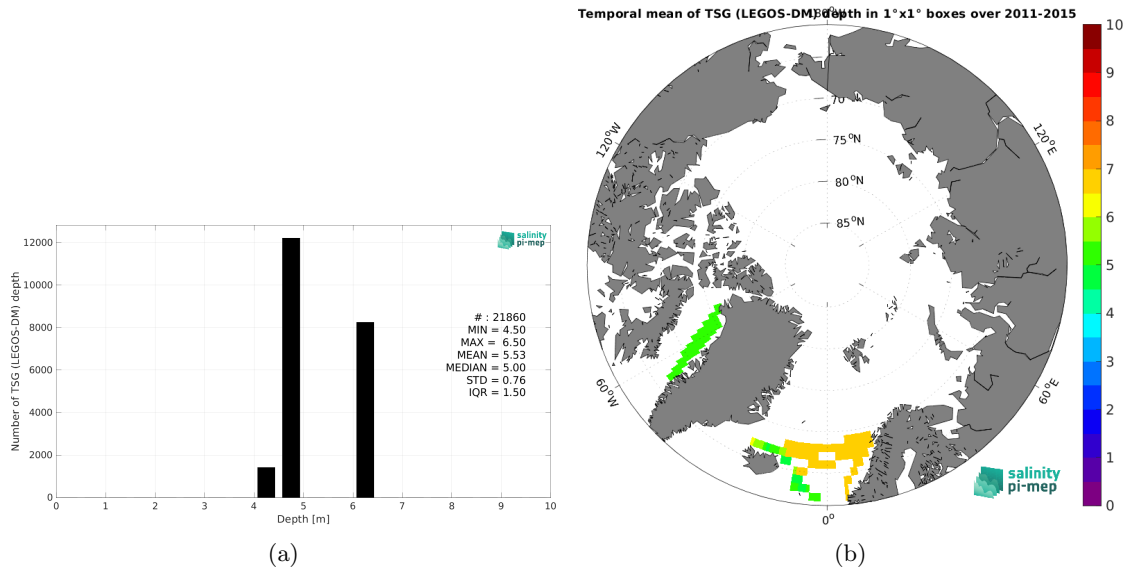 Temporal mean of TSG (LEGOS-DM) depth in 1°x1° boxes over 2011-2015
180°W
70
75°N
80°N
85°N
120°W
120°E
60°W
60°E
0°
salinity
pi-mep
10
9
8
7
6
5
4
3
2
1
0
Number of TSG (LEGOS-DM) depth
12000
10000
8000
6000
4000
2000
0
salinity
pi-mep
# : 21860
MIN = 4.50
MAX = 6.50
MEAN = 5.53
MEDIAN = 5.00
STD = 0.76
IQR = 1.50
0 1 2 3 4 5 6 7 8 9 10
Depth [m]
(a)
(b)